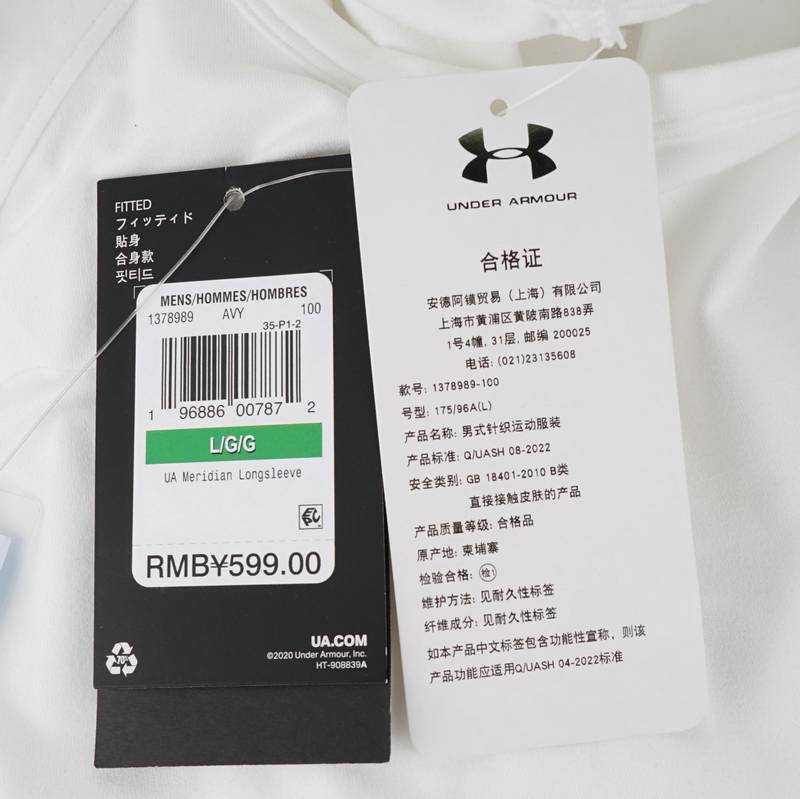 FITTED
フィッティド
貼身
合身款
핏티드
MENS/HOMMES/HOMBRES
1378989 AVY 100
35-P1-2
1 96886 00787 2
L/G/G
UA Meridian Longsleeve
RMB¥599.00
70%
UA.COM
©2020 Under Armour, Inc.
HT-908839A
UNDER ARMOUR
合格证
安德阿镆贸易（上海）有限公司
上海市黄浦区黄陂南路838弄
1号4幢, 31层, 邮编 200025
电话: (021)23135608
款号: 1378989-100
号型: 175/96A(L)
产品名称: 男式针织运动服装
产品标准: Q/UASH 08-2022
安全类别: GB 18401-2010 B类
直接接触皮肤的产品
产品质量等级: 合格品
原产地: 柬埔寨
检验合格: 检1
维护方法: 见耐久性标签
纤维成分: 见耐久性标签
如本产品中文标签包含功能性宣称，则该
产品功能应适用Q/UASH 04-2022标准